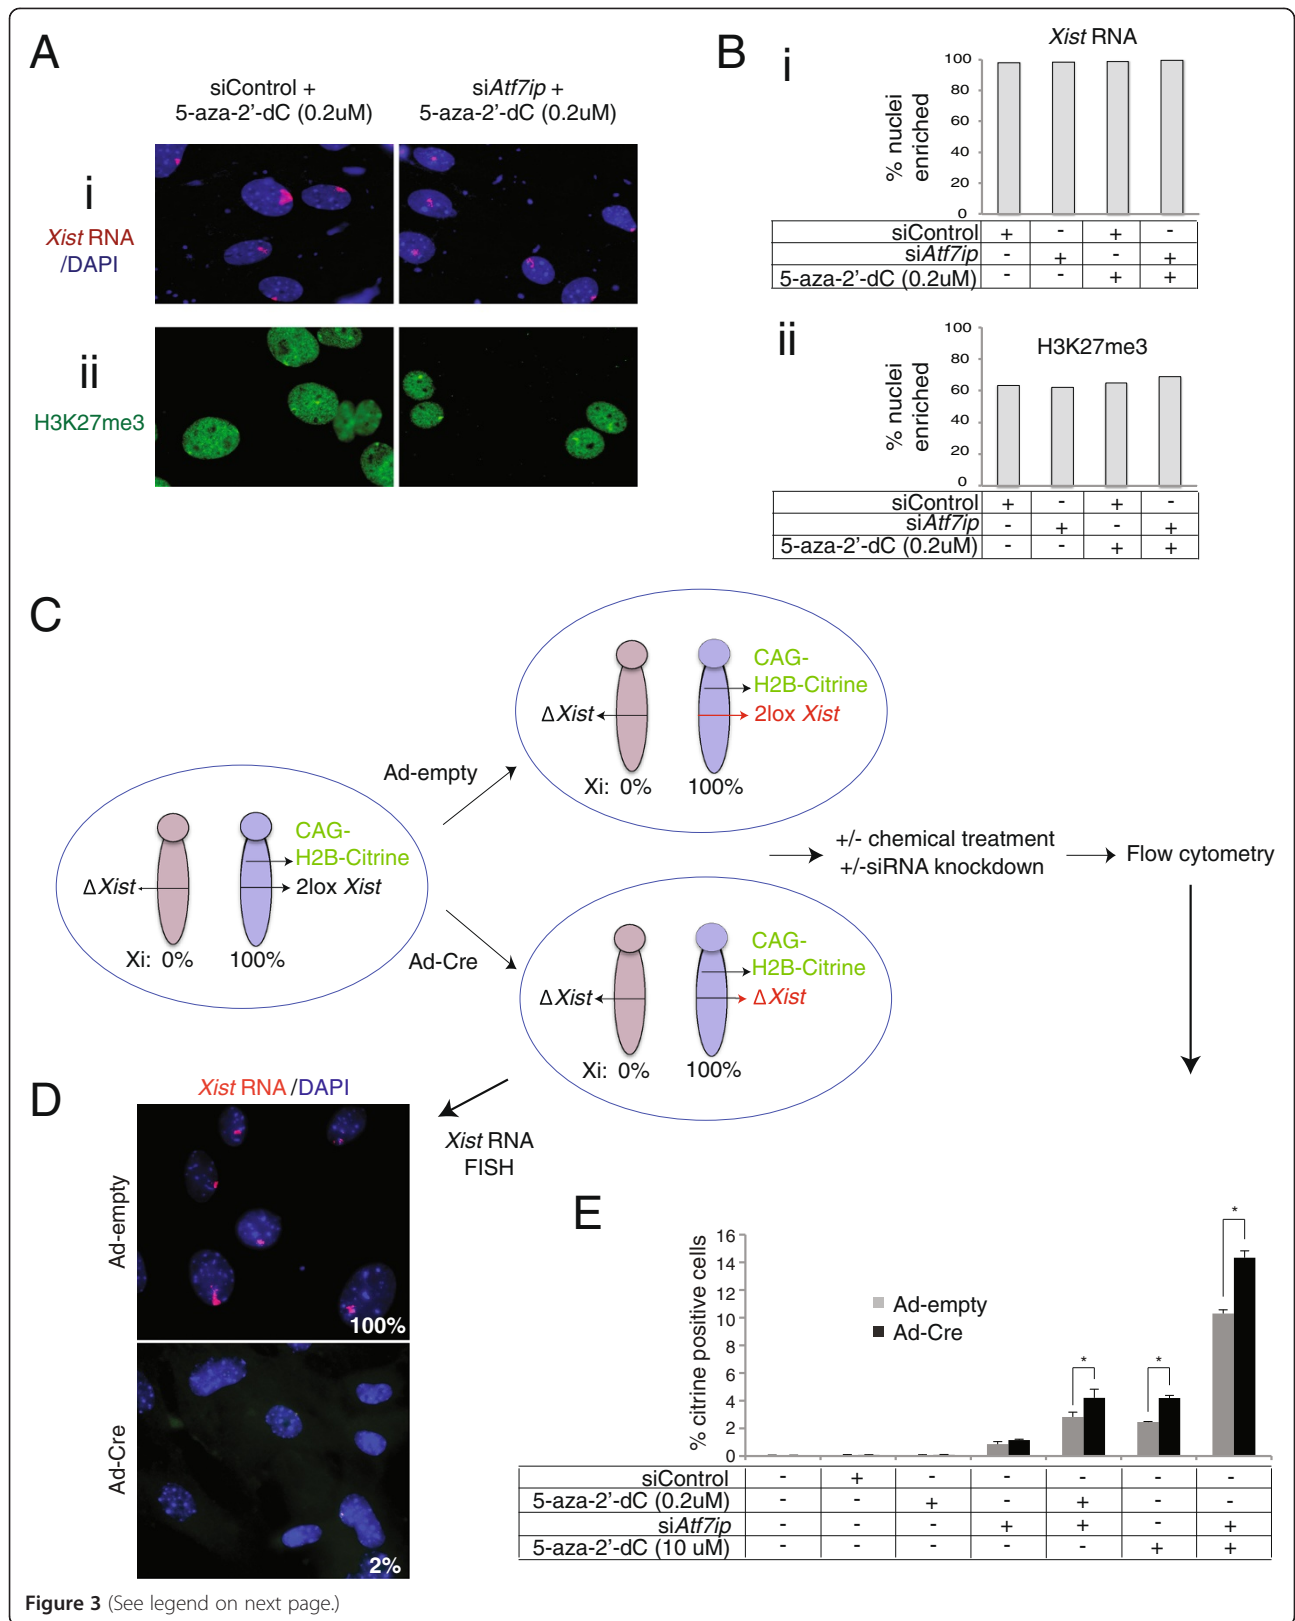 A
siControl +
5-aza-2'-dC (0.2uM)
siAtf7ip +
5-aza-2'-dC (0.2uM)
i
Xist RNA
/DAPI
ii
H3K27me3
B
i
Xist RNA
% nuclei
enriched
100
80
60
40
20
0
siControl + - + -
siAtf7ip - + - +
5-aza-2'-dC (0.2uM) - - + +
ii
H3K27me3
% nuclei
enriched
100
80
60
40
20
0
siControl + - + -
siAtf7ip - + - +
5-aza-2'-dC (0.2uM) - - + +
C
CAG-
H2B-Citrine
ΔXist
2lox Xist
Xi: 0% 100%
Ad-empty
CAG-
H2B-Citrine
ΔXist
2lox Xist
Xi: 0% 100%
Ad-Cre
CAG-
H2B-Citrine
ΔXist
ΔXist
Xi: 0% 100%
+/- chemical treatment
+/-siRNA knockdown
Flow cytometry
Xist RNA
FISH
D
Xist RNA /DAPI
Ad-empty
100%
Ad-Cre
2%
E
% citrine positive cells
16
14
12
10
8
6
4
2
0
Ad-empty
Ad-Cre
*
*
*
siControl - + - - - - -
5-aza-2'-dC (0.2uM) - - + - + - -
siAtf7ip - - - + + - +
5-aza-2'-dC (10 uM) - - - - - + +
Figure 3 (See legend on next page.)